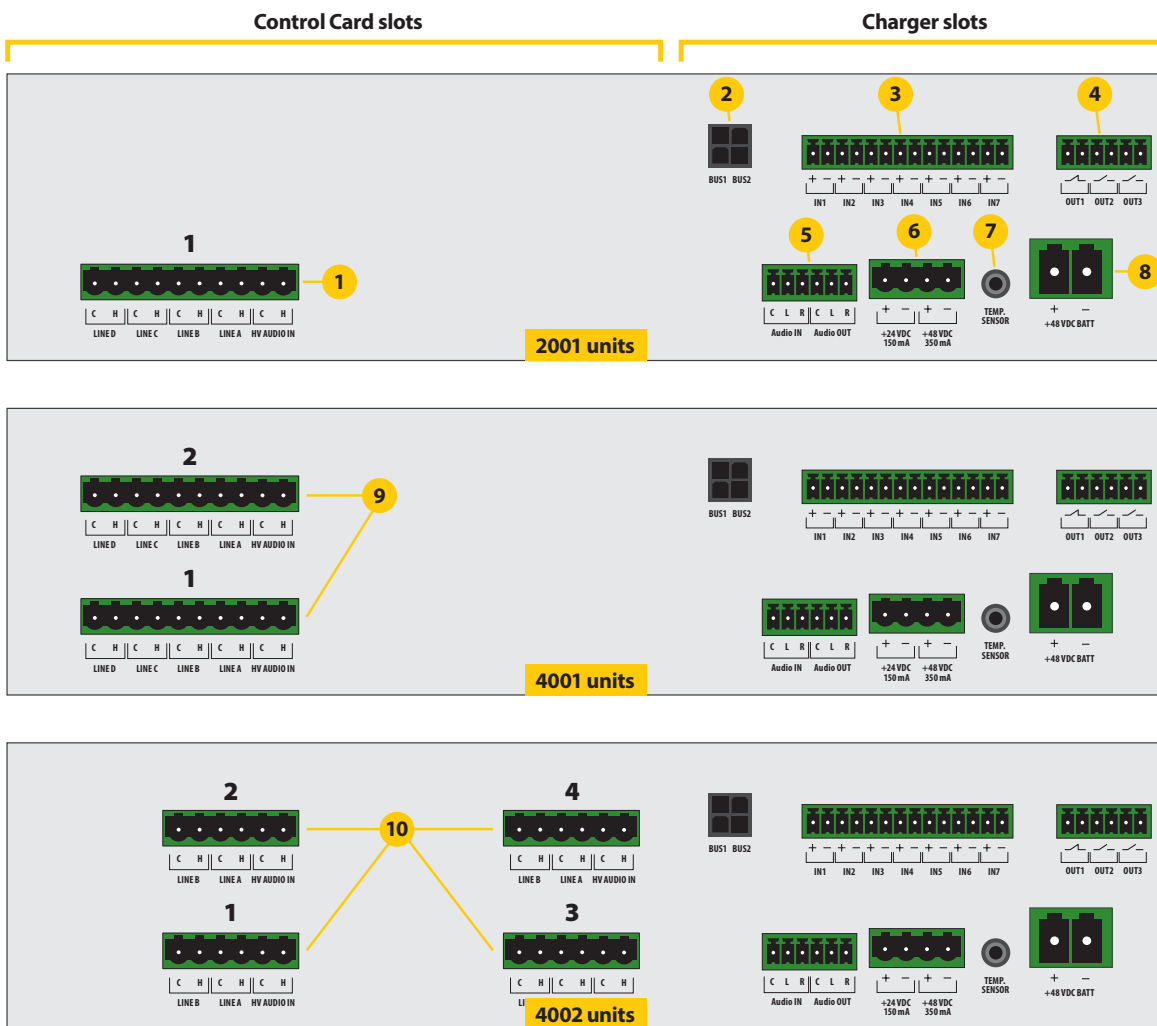 Control Card slots
Charger slots
2
3
4
BUS1 BUS2
+ − + − + − + − + − + − + −
IN1 IN2 IN3 IN4 IN5 IN6 IN7
OUT1 OUT2 OUT3
1
1
5
6
7
8
C H C H C H C H C H
LINE D LINE C LINE B LINE A HV AUDIO IN
C L R C L R
Audio IN Audio OUT
+ − + −
+24 VDC +48 VDC
150 mA 350 mA
TEMP.
SENSOR
+ −
+48 VDC BATT
2001 units
2
9
C H C H C H C H C H
LINE D LINE C LINE B LINE A HV AUDIO IN
1
C H C H C H C H C H
LINE D LINE C LINE B LINE A HV AUDIO IN
BUS1 BUS2
+ − + − + − + − + − + − + −
IN1 IN2 IN3 IN4 IN5 IN6 IN7
OUT1 OUT2 OUT3
C L R C L R
Audio IN Audio OUT
+ − + −
+24 VDC +48 VDC
150 mA 350 mA
TEMP.
SENSOR
+ −
+48 VDC BATT
4001 units
2
4
10
C H C H C H
LINE B LINE A HV AUDIO IN
C H C H C H
LINE B LINE A HV AUDIO IN
1
3
C H C H C H
LINE B LINE A HV AUDIO IN
C H C H C H
BUS1 BUS2
+ − + − + − + − + − + − + −
IN1 IN2 IN3 IN4 IN5 IN6 IN7
OUT1 OUT2 OUT3
C L R C L R
Audio IN Audio OUT
+ − + −
+24 VDC +48 VDC
150 mA 350 mA
TEMP.
SENSOR
+ −
+48 VDC BATT
4002 units